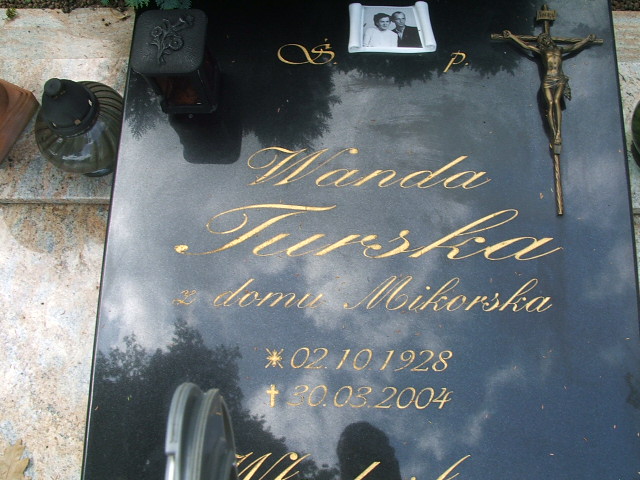 Ś. p.
Wanda
Turska
z domu Mikorska
* 02.10.1928
† 30.03.2004